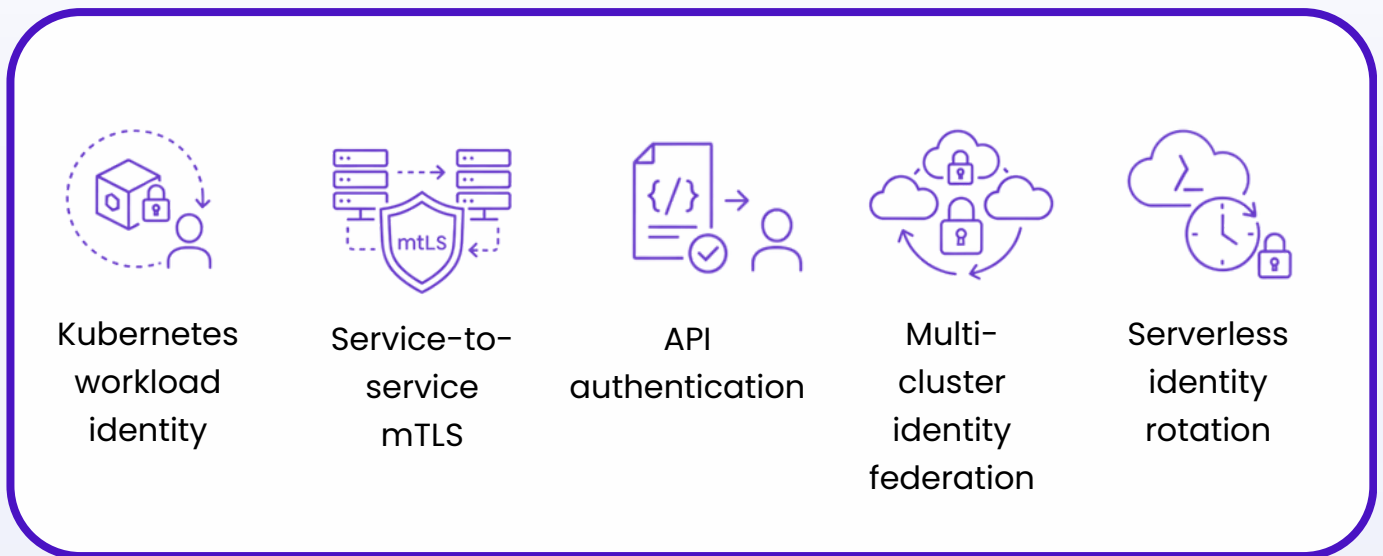 {/}
mtLS
Kubernetes
workload
identity
Service-to-
service
mTLS
API
authentication
Multi-
cluster
identity
federation
Serverless
identity
rotation